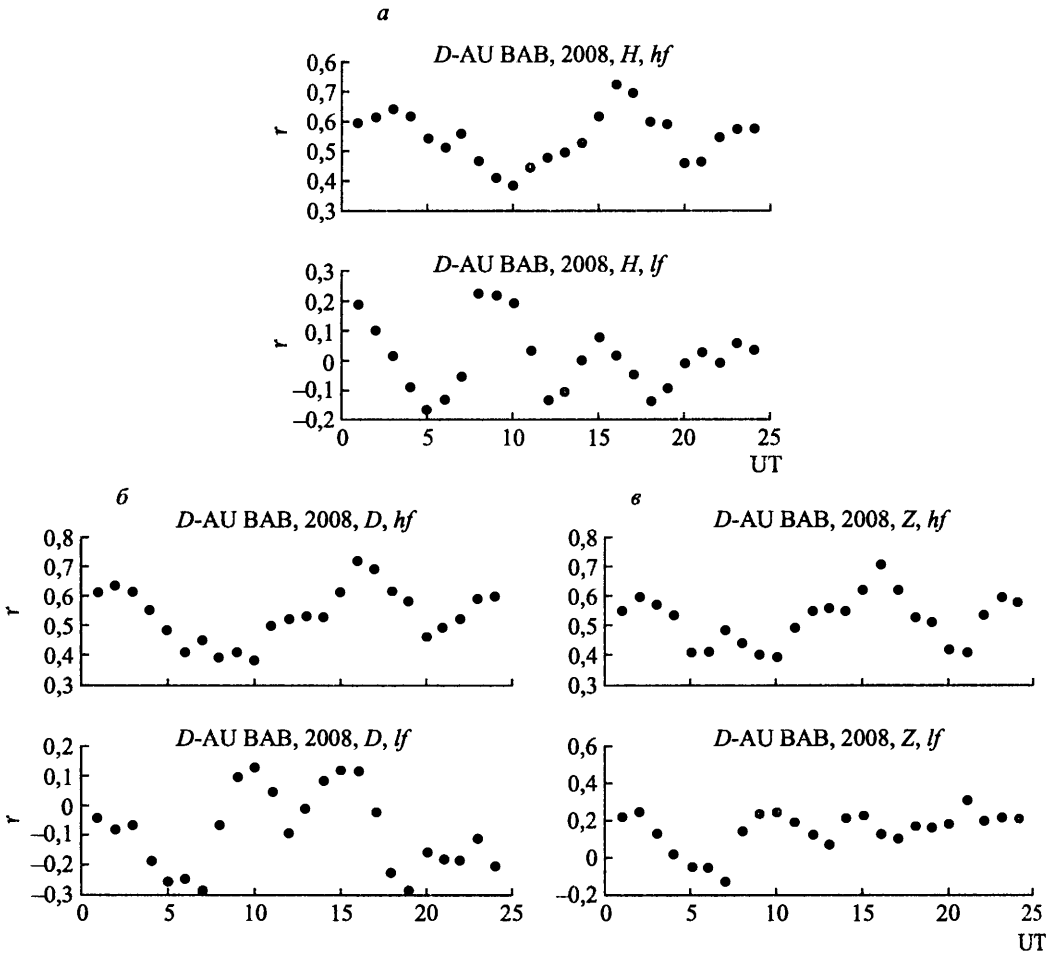 а
D-AU BAB, 2008, H, hf
0,6
0,7
0,6
0,5
0,4
0,3
r
D-AU BAB, 2008, H, lf
0,3
0,2
0,1
0
–0,1
–0,2
r
0 5 10 15 20 25
UT
б
D-AU BAB, 2008, D, hf
0,8
0,7
0,6
0,5
0,4
0,3
r
D-AU BAB, 2008, D, lf
0,2
0,1
0
–0,1
–0,2
–0,3
r
0 5 10 15 20 25
в
D-AU BAB, 2008, Z, hf
0,8
0,7
0,6
0,5
0,4
0,3
D-AU BAB, 2008, Z, lf
0,6
0,4
0,2
0
–0,2
0 5 10 15 20 25
UT